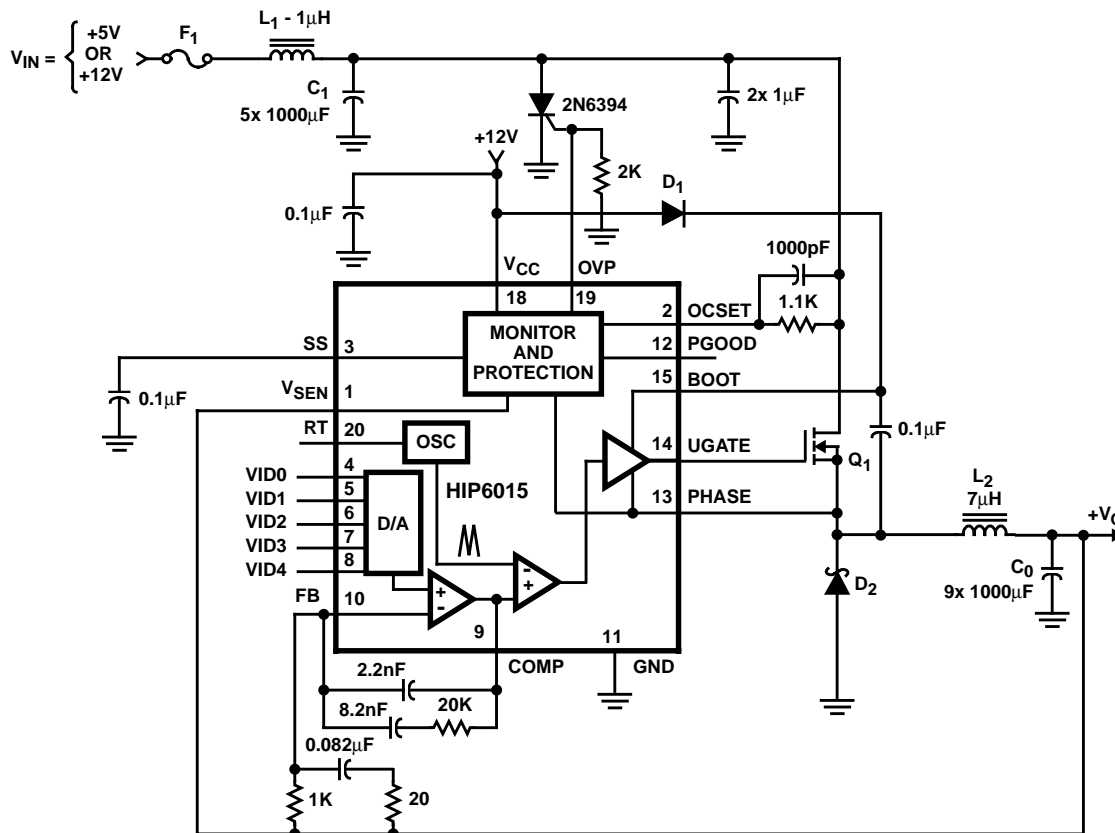 L1 - 1μH
F1
VIN =
+5V
OR
+12V
C1
5x 1000μF
2N6394
2x 1μF
+12V
2K
D1
0.1μF
1000pF
VCC
OVP
18
19
2
OCSET
1.1K
MONITOR
AND
PROTECTION
12
PGOOD
SS
3
15
BOOT
VSEN
1
0.1μF
0.1μF
RT
20
OSC
14
UGATE
Q1
VID0
4
HIP6015
VID1
5
13
PHASE
L2
7μH
VID2
6
D/A
+V
VID3
7
VID4
8
+
-
-
+
D2
C0
9x 1000μF
FB
10
9
11
COMP
GND
2.2nF
8.2nF
20K
0.082μF
1K
20